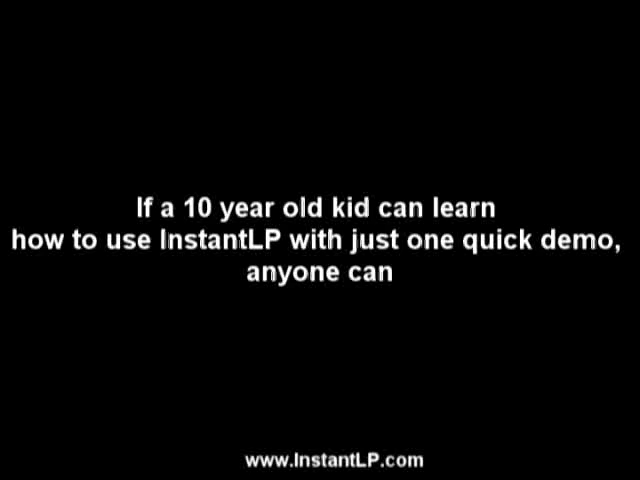 If a 10 year old kid can learn
how to use InstantLP with just one quick demo,
anyone can
www.InstantLP.com